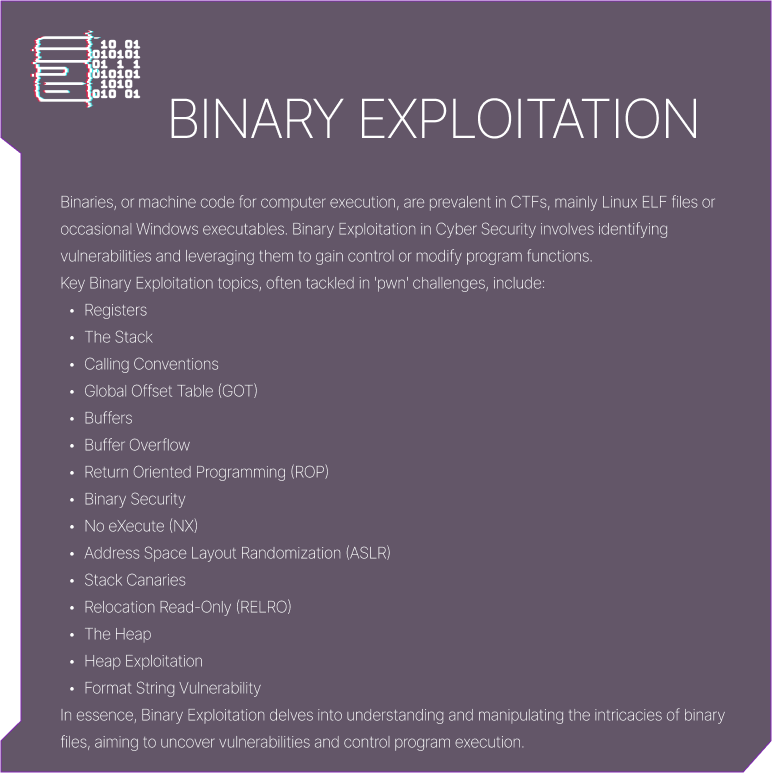 10 01
010101
01 1 1
010101
1010
010 01
BINARY EXPLOITATION
Binaries, or machine code for computer execution, are prevalent in CTFs, mainly Linux ELF files or
occasional Windows executables. Binary Exploitation in Cyber Security involves identifying
vulnerabilities and leveraging them to gain control or modify program functions.
Key Binary Exploitation topics, often tackled in 'pwn' challenges, include:
• Registers
• The Stack
• Calling Conventions
• Global Offset Table (GOT)
• Buffers
• Buffer Overflow
• Return Oriented Programming (ROP)
• Binary Security
• No eXecute (NX)
• Address Space Layout Randomization (ASLR)
• Stack Canaries
• Relocation Read-Only (RELRO)
• The Heap
• Heap Exploitation
• Format String Vulnerability
In essence, Binary Exploitation delves into understanding and manipulating the intricacies of binary
files, aiming to uncover vulnerabilities and control program execution.